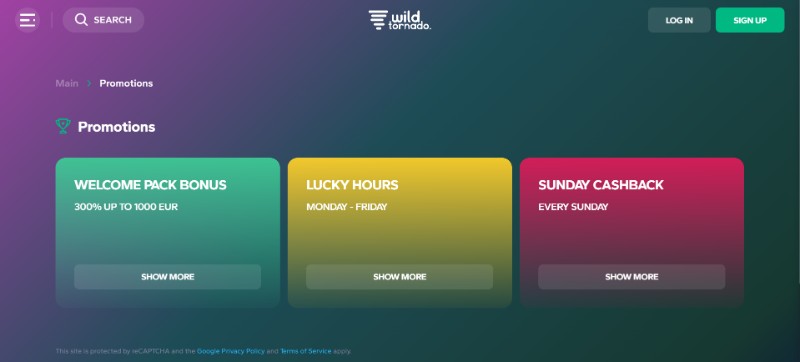 SEARCH
wild
tornado.
LOG IN
SIGN UP
Main > Promotions
Promotions
WELCOME PACK BONUS
300% UP TO 1000 EUR
SHOW MORE
LUCKY HOURS
MONDAY - FRIDAY
SHOW MORE
SUNDAY CASHBACK
EVERY SUNDAY
SHOW MORE
This site is protected by reCAPTCHA and the Google Privacy Policy and Terms of Service apply.